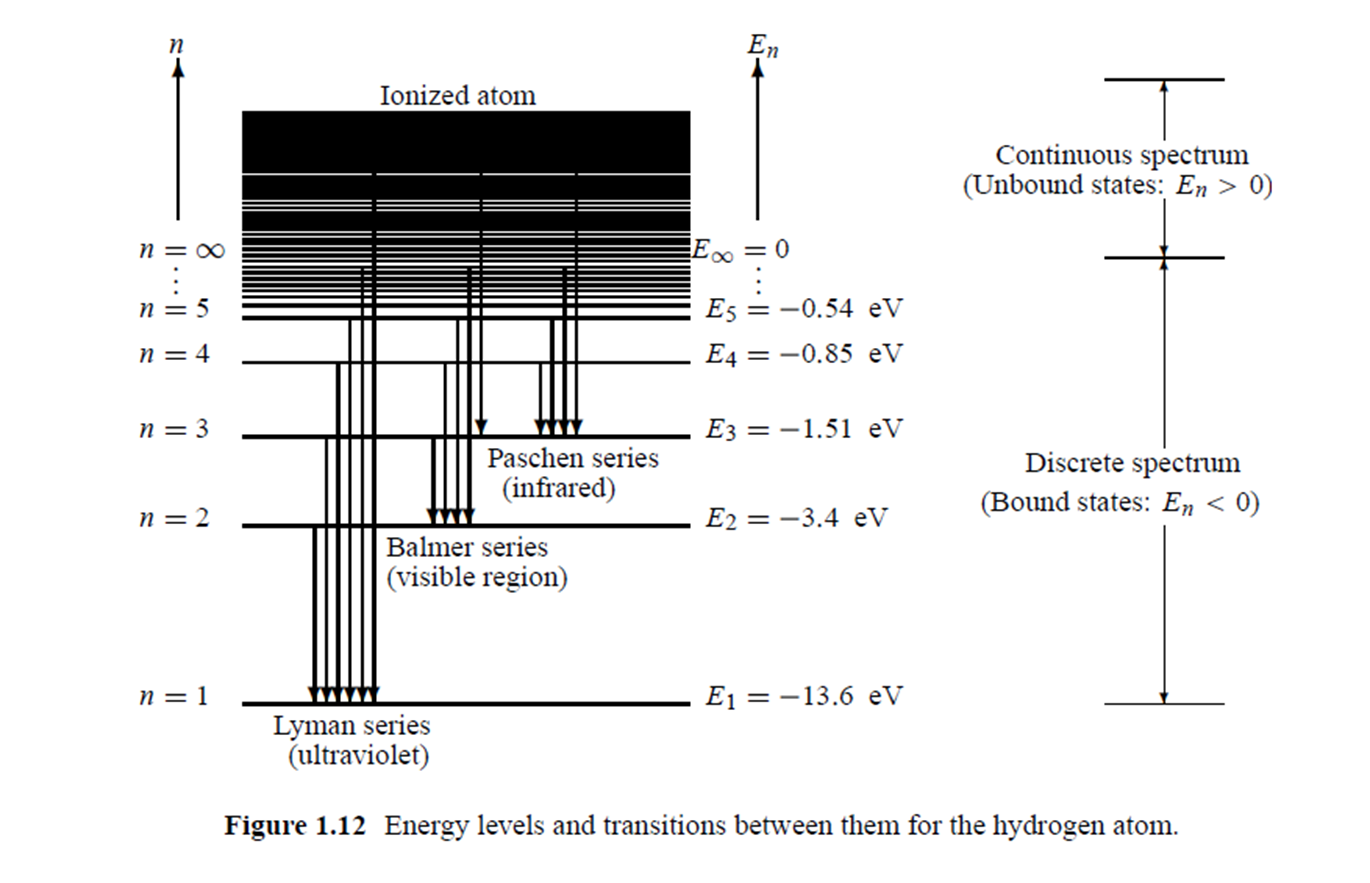 n
E_n
Ionized atom
Continuous spectrum
(Unbound states: E_n > 0)
n = ∞
E_∞ = 0
⋮
⋮
n = 5
E_5 = −0.54 eV
n = 4
E_4 = −0.85 eV
n = 3
E_3 = −1.51 eV
Paschen series
(infrared)
Discrete spectrum
(Bound states: E_n < 0)
n = 2
E_2 = −3.4 eV
Balmer series
(visible region)
n = 1
E_1 = −13.6 eV
Lyman series
(ultraviolet)
Figure 1.12 Energy levels and transitions between them for the hydrogen atom.